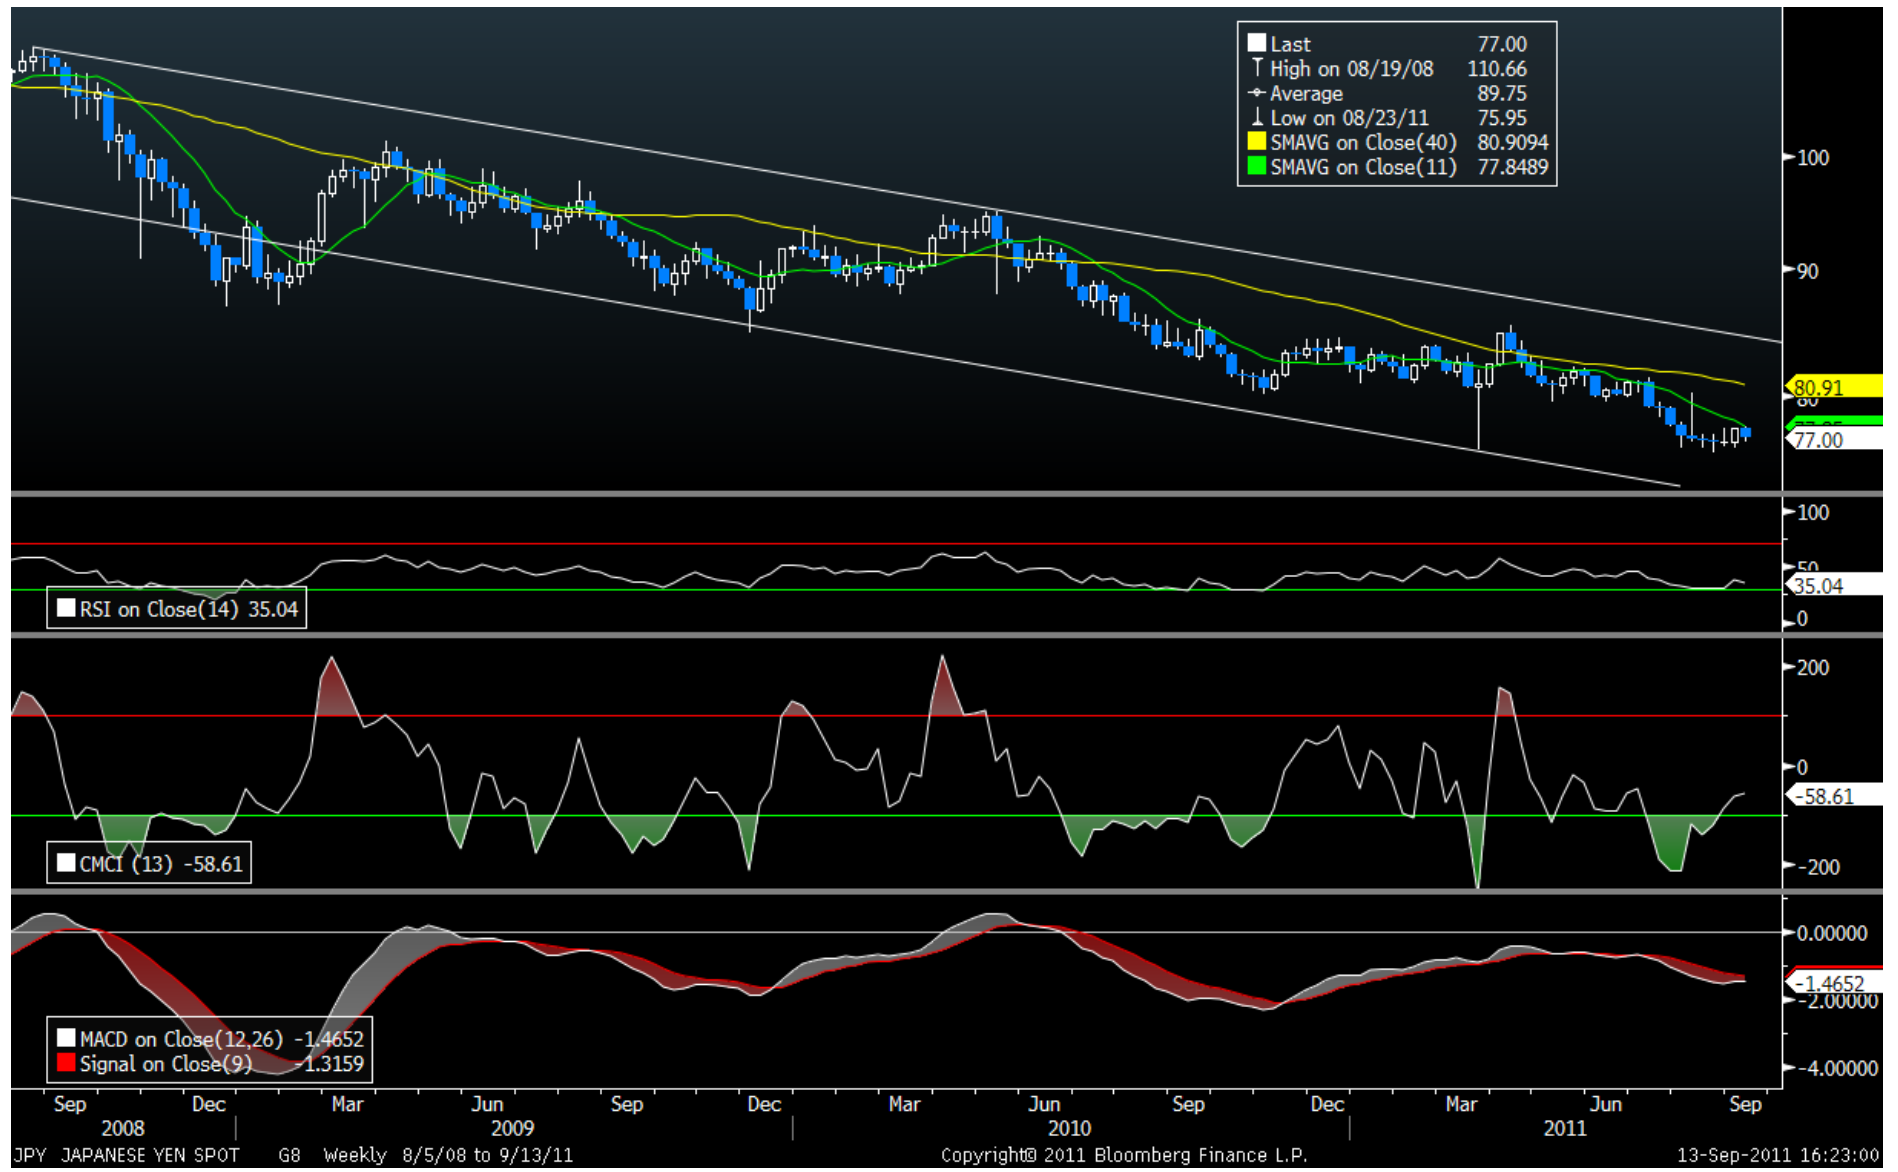 Last 77.00
High on 08/19/08 110.66
Average 89.75
Low on 08/23/11 75.95
SMAVG on Close(40) 80.9094
SMAVG on Close(11) 77.8489
100
90
80.91
80
77.00
100
50
35.04
0
RSI on Close(14) 35.04
200
0
-58.61
-200
CMCI (13) -58.61
0.00000
-1.4652
-2.00000
-4.00000
MACD on Close(12,26) -1.4652
Signal on Close(9) -1.3159
Sep Dec Mar Jun Sep Dec Mar Jun Sep Dec Mar Jun Sep
2008 2009 2010 2011
JPY JAPANESE YEN SPOT G8 Weekly 8/5/08 to 9/13/11 Copyright© 2011 Bloomberg Finance L.P. 13-Sep-2011 16:23:00